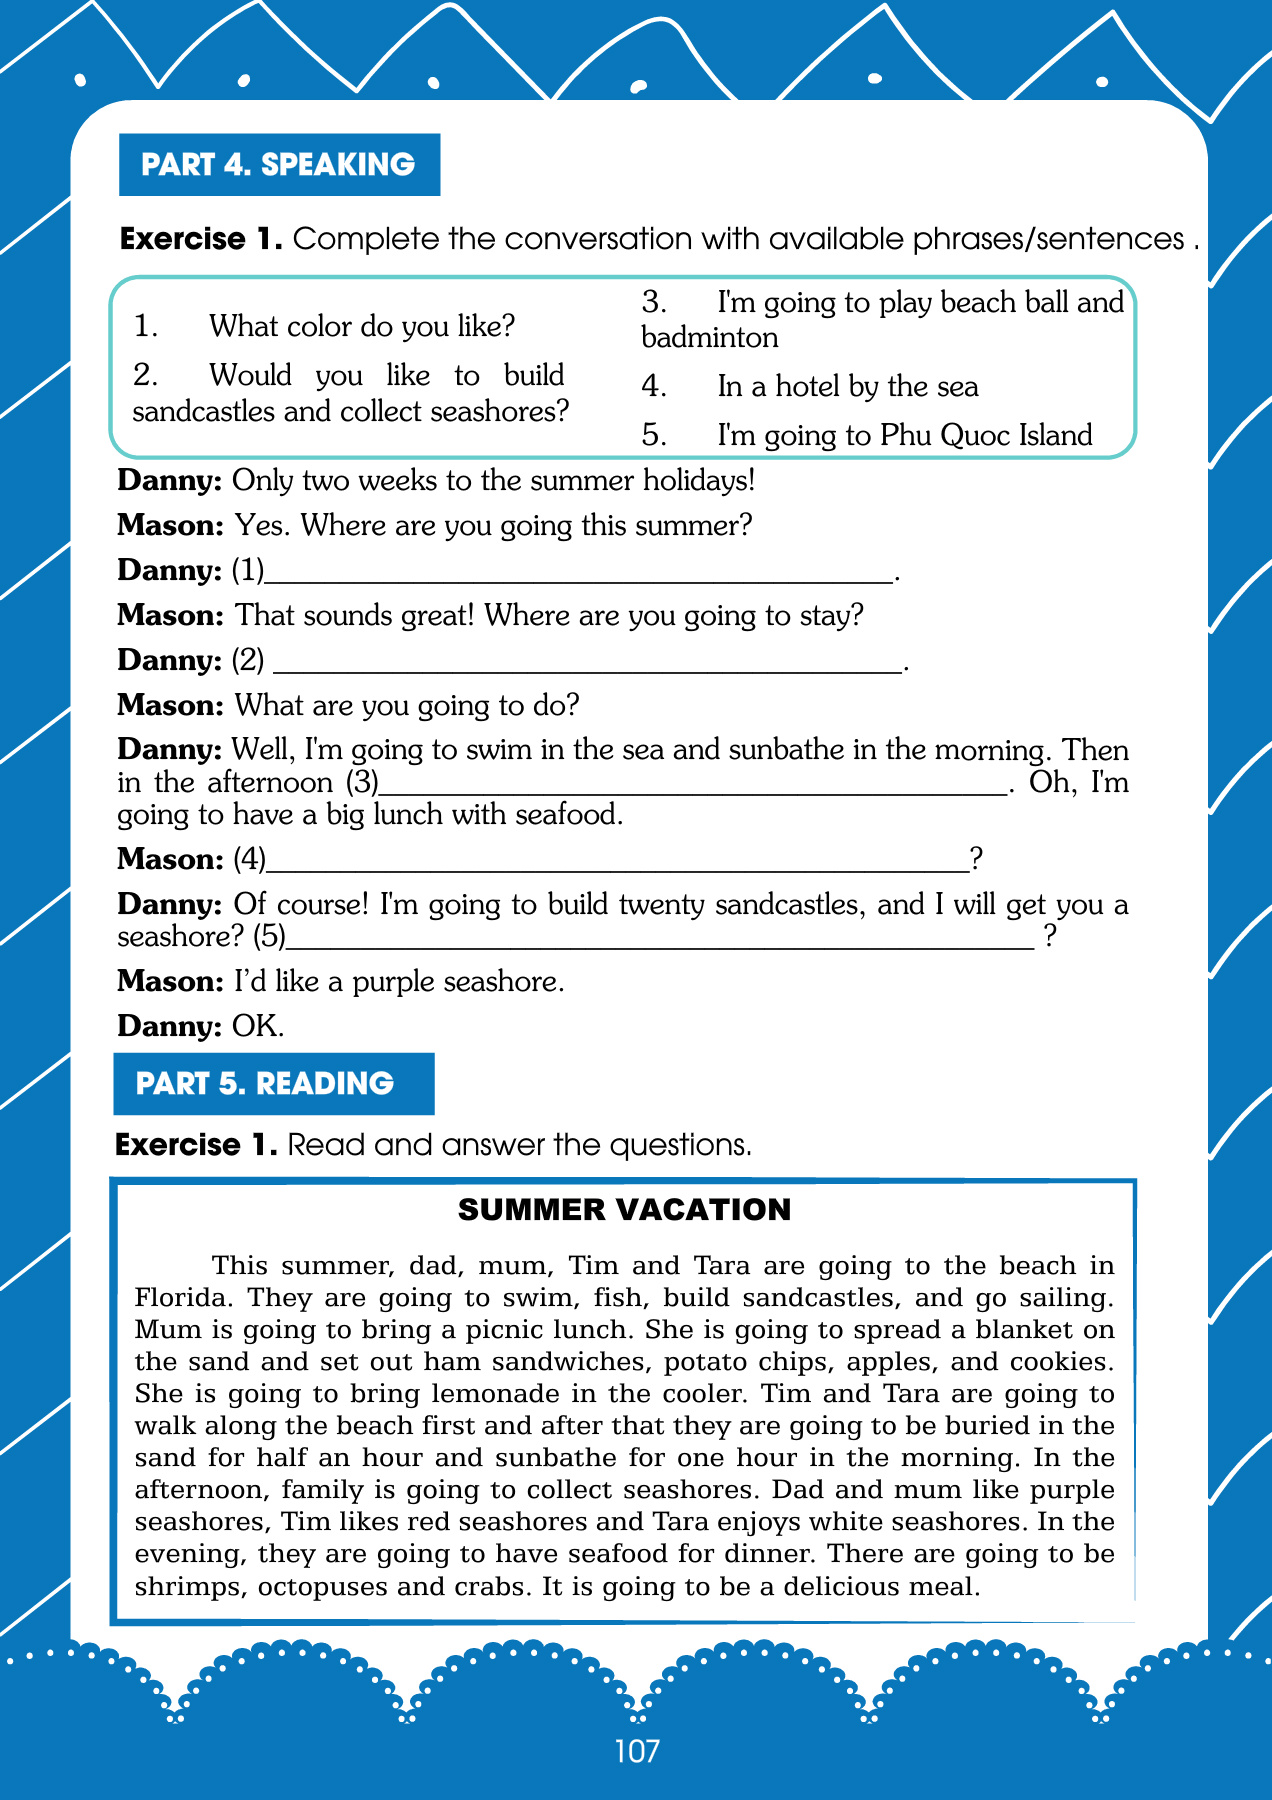 PART 4. SPEAKING
Exercise 1. Complete the conversation with available phrases/sentences .
1. What color do you like?
2. Would you like to build
sandcastles and collect seashores?
3. I'm going to play beach ball and
badminton
4. In a hotel by the sea
5. I'm going to Phu Quoc Island
Danny: Only two weeks to the summer holidays!
Mason: Yes. Where are you going this summer?
Danny: (1)__________________________________________.
Mason: That sounds great! Where are you going to stay?
Danny: (2) __________________________________________.
Mason: What are you going to do?
Danny: Well, I'm going to swim in the sea and sunbathe in the morning. Then
in the afternoon (3)__________________________________________. Oh, I'm
going to have a big lunch with seafood.
Mason: (4)_______________________________________________?
Danny: Of course! I'm going to build twenty sandcastles, and I will get you a
seashore? (5)__________________________________________________ ?
Mason: I’d like a purple seashore.
Danny: OK.
PART 5. READING
Exercise 1. Read and answer the questions.
SUMMER VACATION
This summer, dad, mum, Tim and Tara are going to the beach in
Florida. They are going to swim, fish, build sandcastles, and go sailing.
Mum is going to bring a picnic lunch. She is going to spread a blanket on
the sand and set out ham sandwiches, potato chips, apples, and cookies.
She is going to bring lemonade in the cooler. Tim and Tara are going to
walk along the beach first and after that they are going to be buried in the
sand for half an hour and sunbathe for one hour in the morning. In the
afternoon, family is going to collect seashores. Dad and mum like purple
seashores, Tim likes red seashores and Tara enjoys white seashores. In the
evening, they are going to have seafood for dinner. There are going to be
shrimps, octopuses and crabs. It is going to be a delicious meal.
107